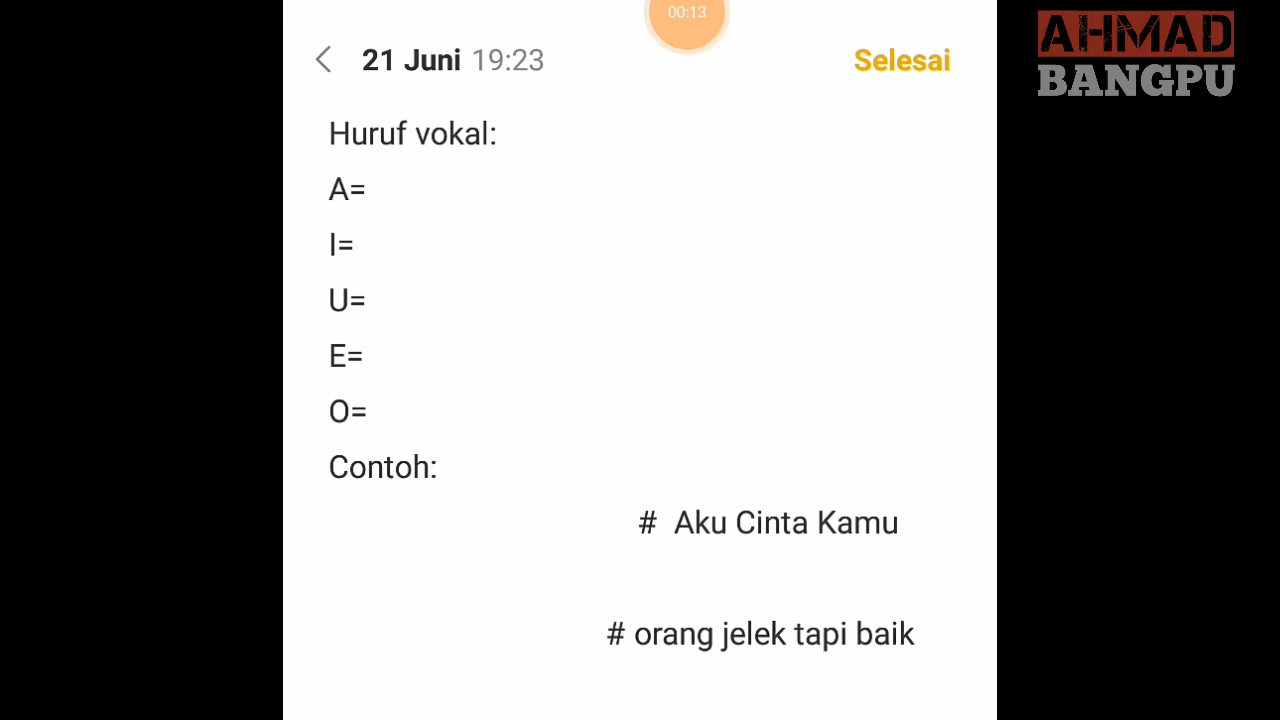 00:13
AHMAD
BANGPU
21 Juni 19:23
Selesai
Huruf vokal:
A=
I=
U=
E=
O=
Contoh:
# Aku Cinta Kamu
# orang jelek tapi baik